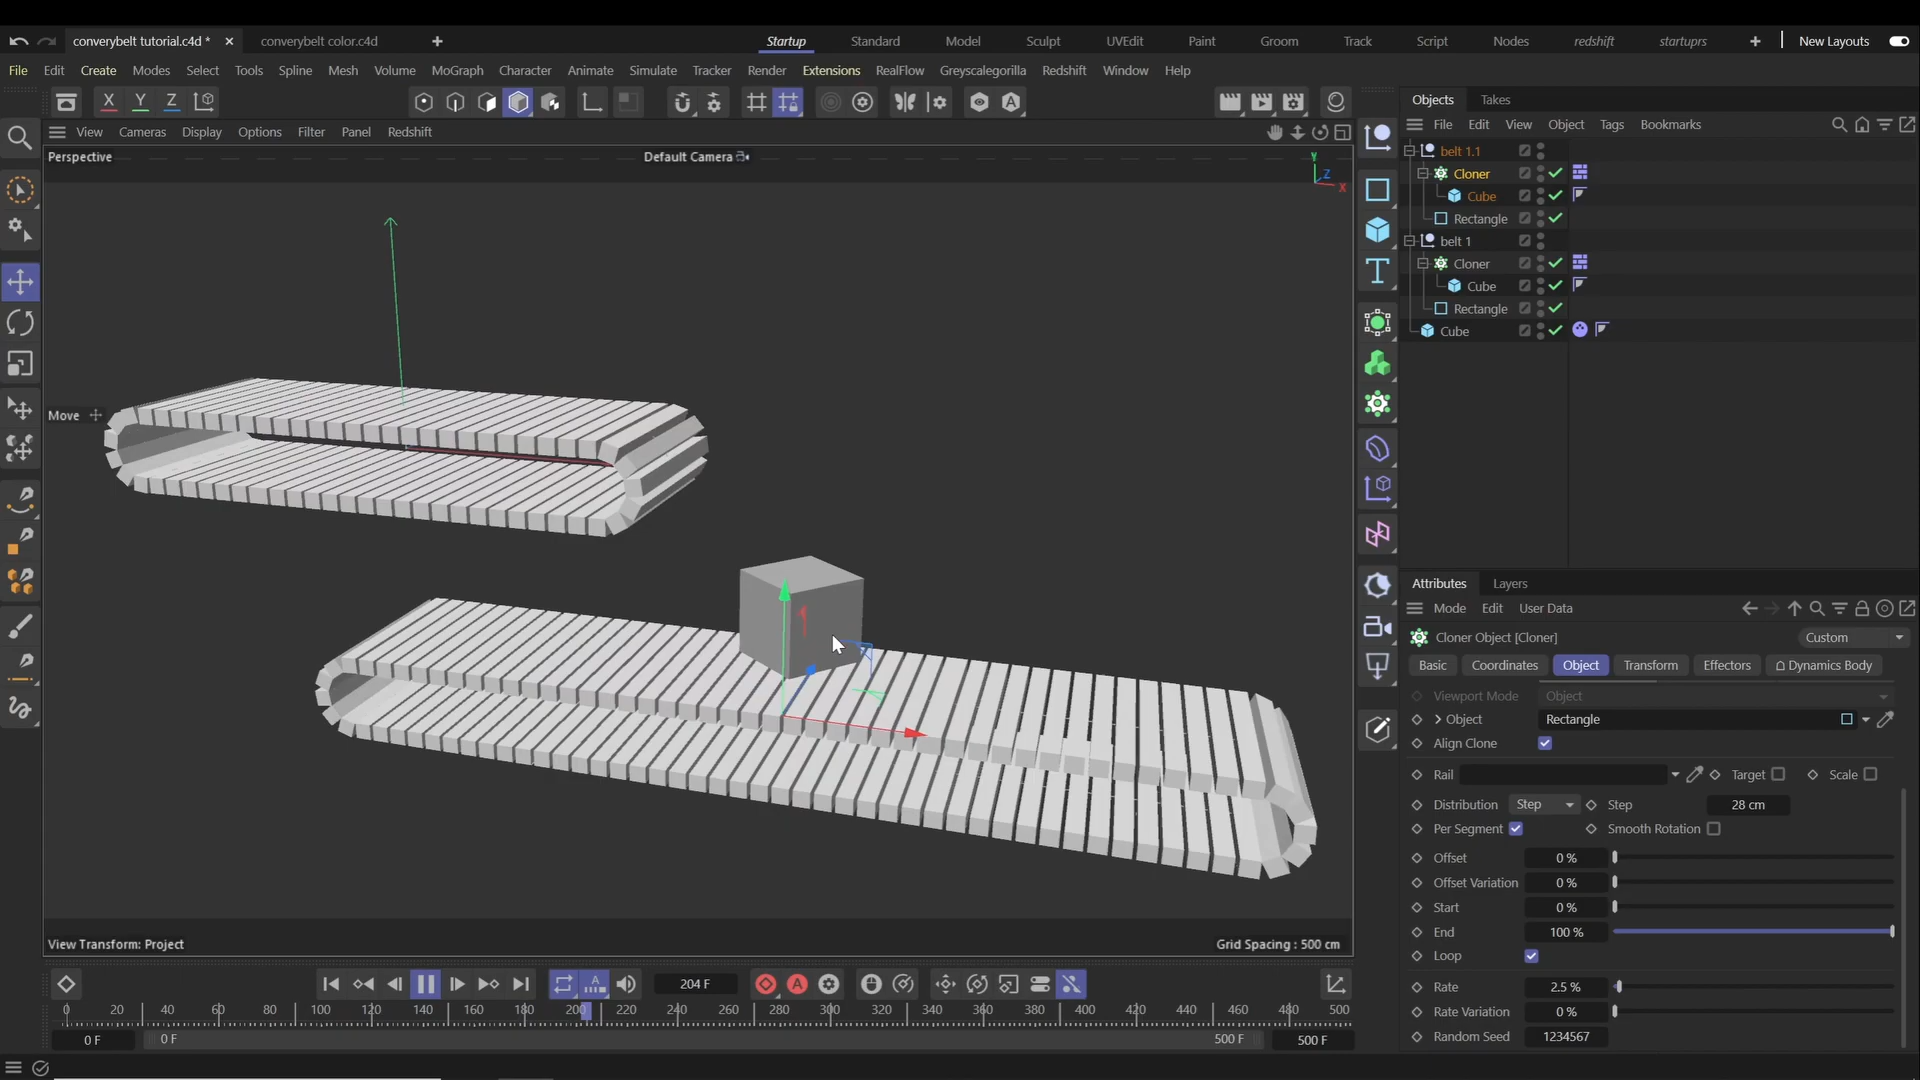 converybelt tutorial.c4d *
converybelt color.c4d
Startup Standard Model Sculpt UVEdit Paint Groom Track Script Nodes redshift startuprs New Layouts
File Edit Create Modes Select Tools Spline Mesh Volume MoGraph Character Animate Simulate Tracker Render Extensions RealFlow Greyscalegorilla Redshift Window Help
X Y Z
View Cameras Display Options Filter Panel Redshift
Perspective
Default Camera
Y
Z
X
Move
View Transform: Project
Grid Spacing : 500 cm
Objects Takes
File Edit View Object Tags Bookmarks
belt 1.1
Cloner
Cube
Rectangle
belt 1
Cloner
Cube
Rectangle
Cube
Attributes Layers
Mode Edit User Data
Cloner Object [Cloner]
Custom
Basic Coordinates Object Transform Effectors Dynamics Body
Viewport Mode Object
Object Rectangle
Align Clone
Rail Target Scale
Distribution Step Step 28 cm
Per Segment Smooth Rotation
Offset 0 %
Offset Variation 0 %
Start 0 %
End 100 %
Loop
Rate 2.5 %
Rate Variation 0 %
Random Seed 1234567
204 F
0 20 40 60 80 100 120 140 160 180 200 220 240 260 280 300 320 340 360 380 400 420 440 460 480 500
0 F 0 F 500 F 500 F